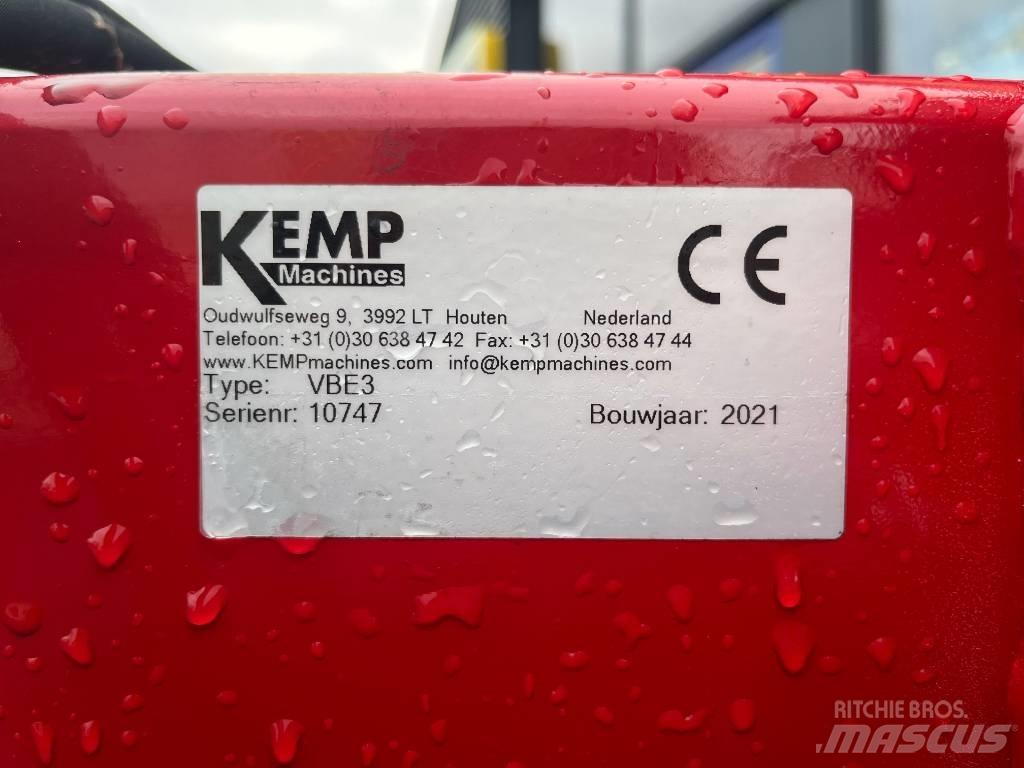 KEMP
Machines
CE
Oudwulfseweg 9, 3992 LT Houten Nederland
Telefoon: +31 (0)30 638 47 42 Fax: +31 (0)30 638 47 44
www.KEMPmachines.com info@kempmachines.com
Type: VBE3
Serienr: 10747 Bouwjaar: 2021
RITCHIE BROS.
MASCUS